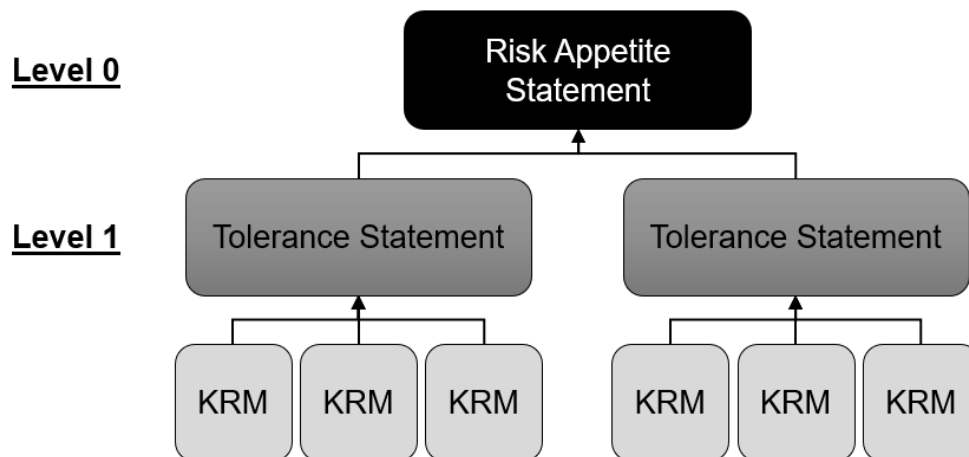 Level 0
Risk Appetite
Statement
Level 1
Tolerance Statement
Tolerance Statement
KRM
KRM
KRM
KRM
KRM
KRM